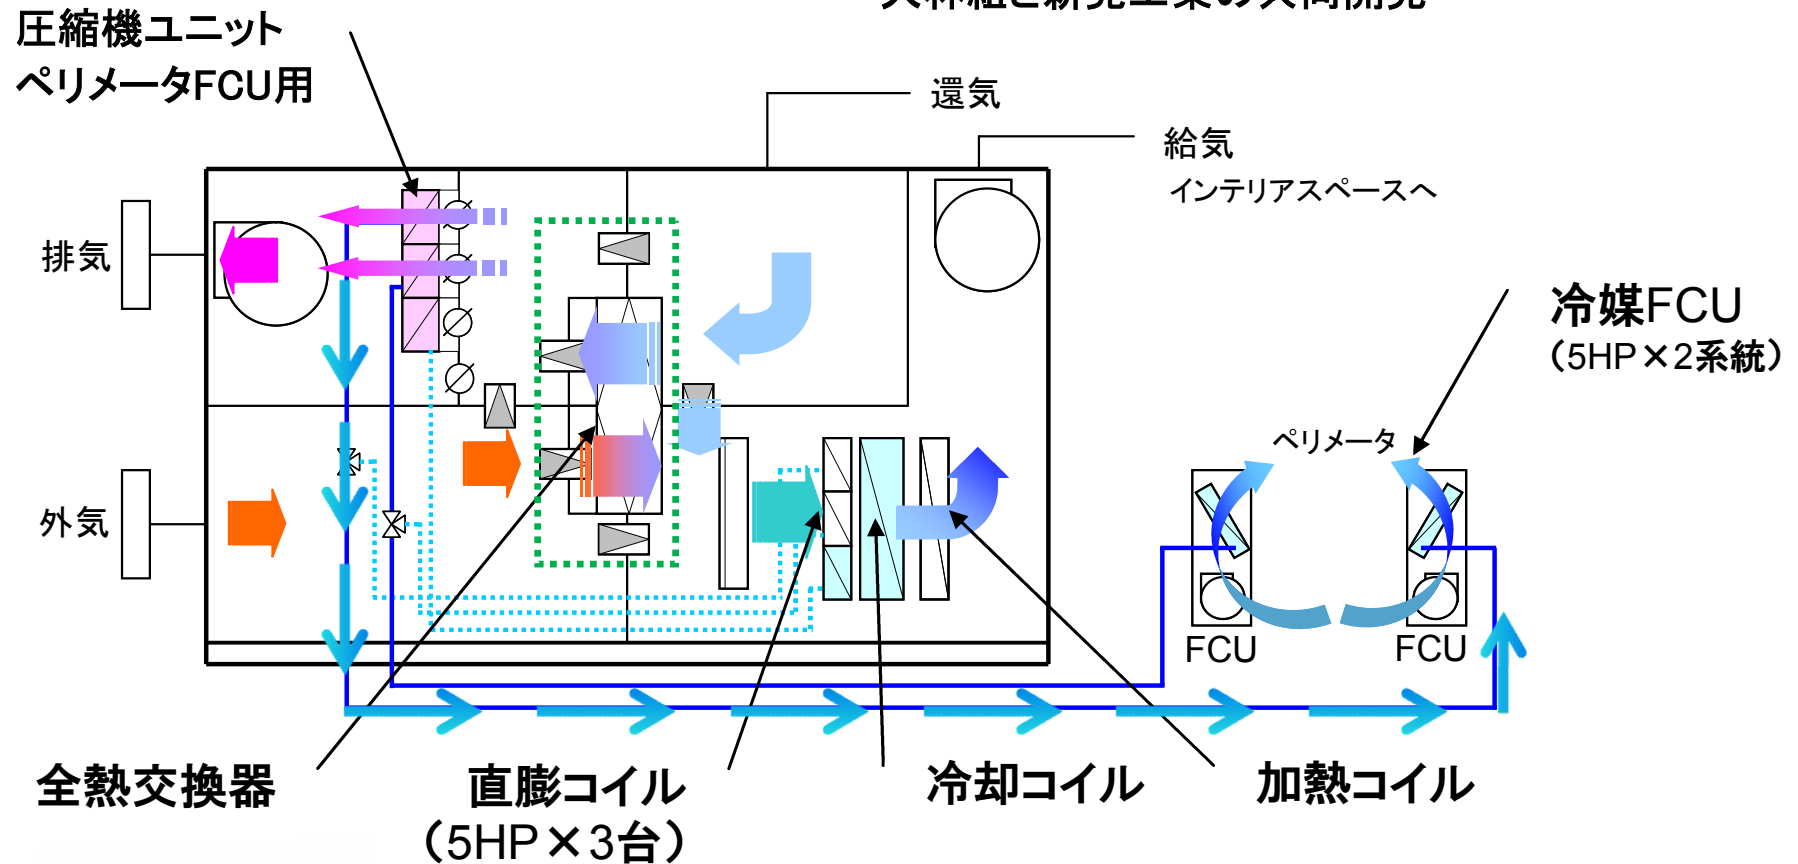 圧縮機ユニット
ペリメータFCU用
還気
給気
インテリアスペースへ
排気
外気
冷媒FCU
（5HP×2系統）
ペリメータ
FCU
FCU
全熱交換器
直膨コイル
（5HP×3台）
冷却コイル
加熱コイル